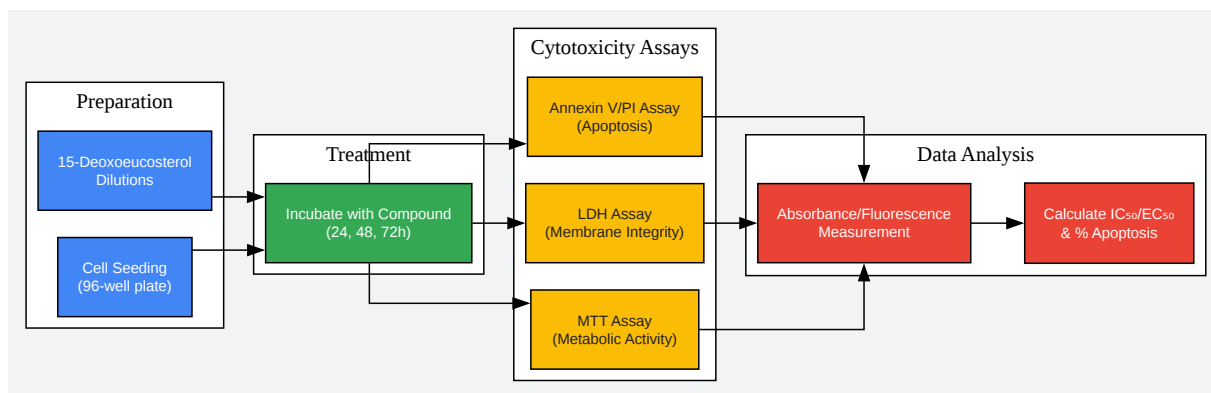 Preparation
15-Deoxoeucosterol
Dilutions
Cell Seeding
(96-well plate)
Treatment
Incubate with Compound
(24, 48, 72h)
Cytotoxicity Assays
Annexin V/PI Assay
(Apoptosis)
LDH Assay
(Membrane Integrity)
MTT Assay
(Metabolic Activity)
Data Analysis
Absorbance/Fluorescence
Measurement
Calculate IC₅₀/EC₅₀
& % Apoptosis